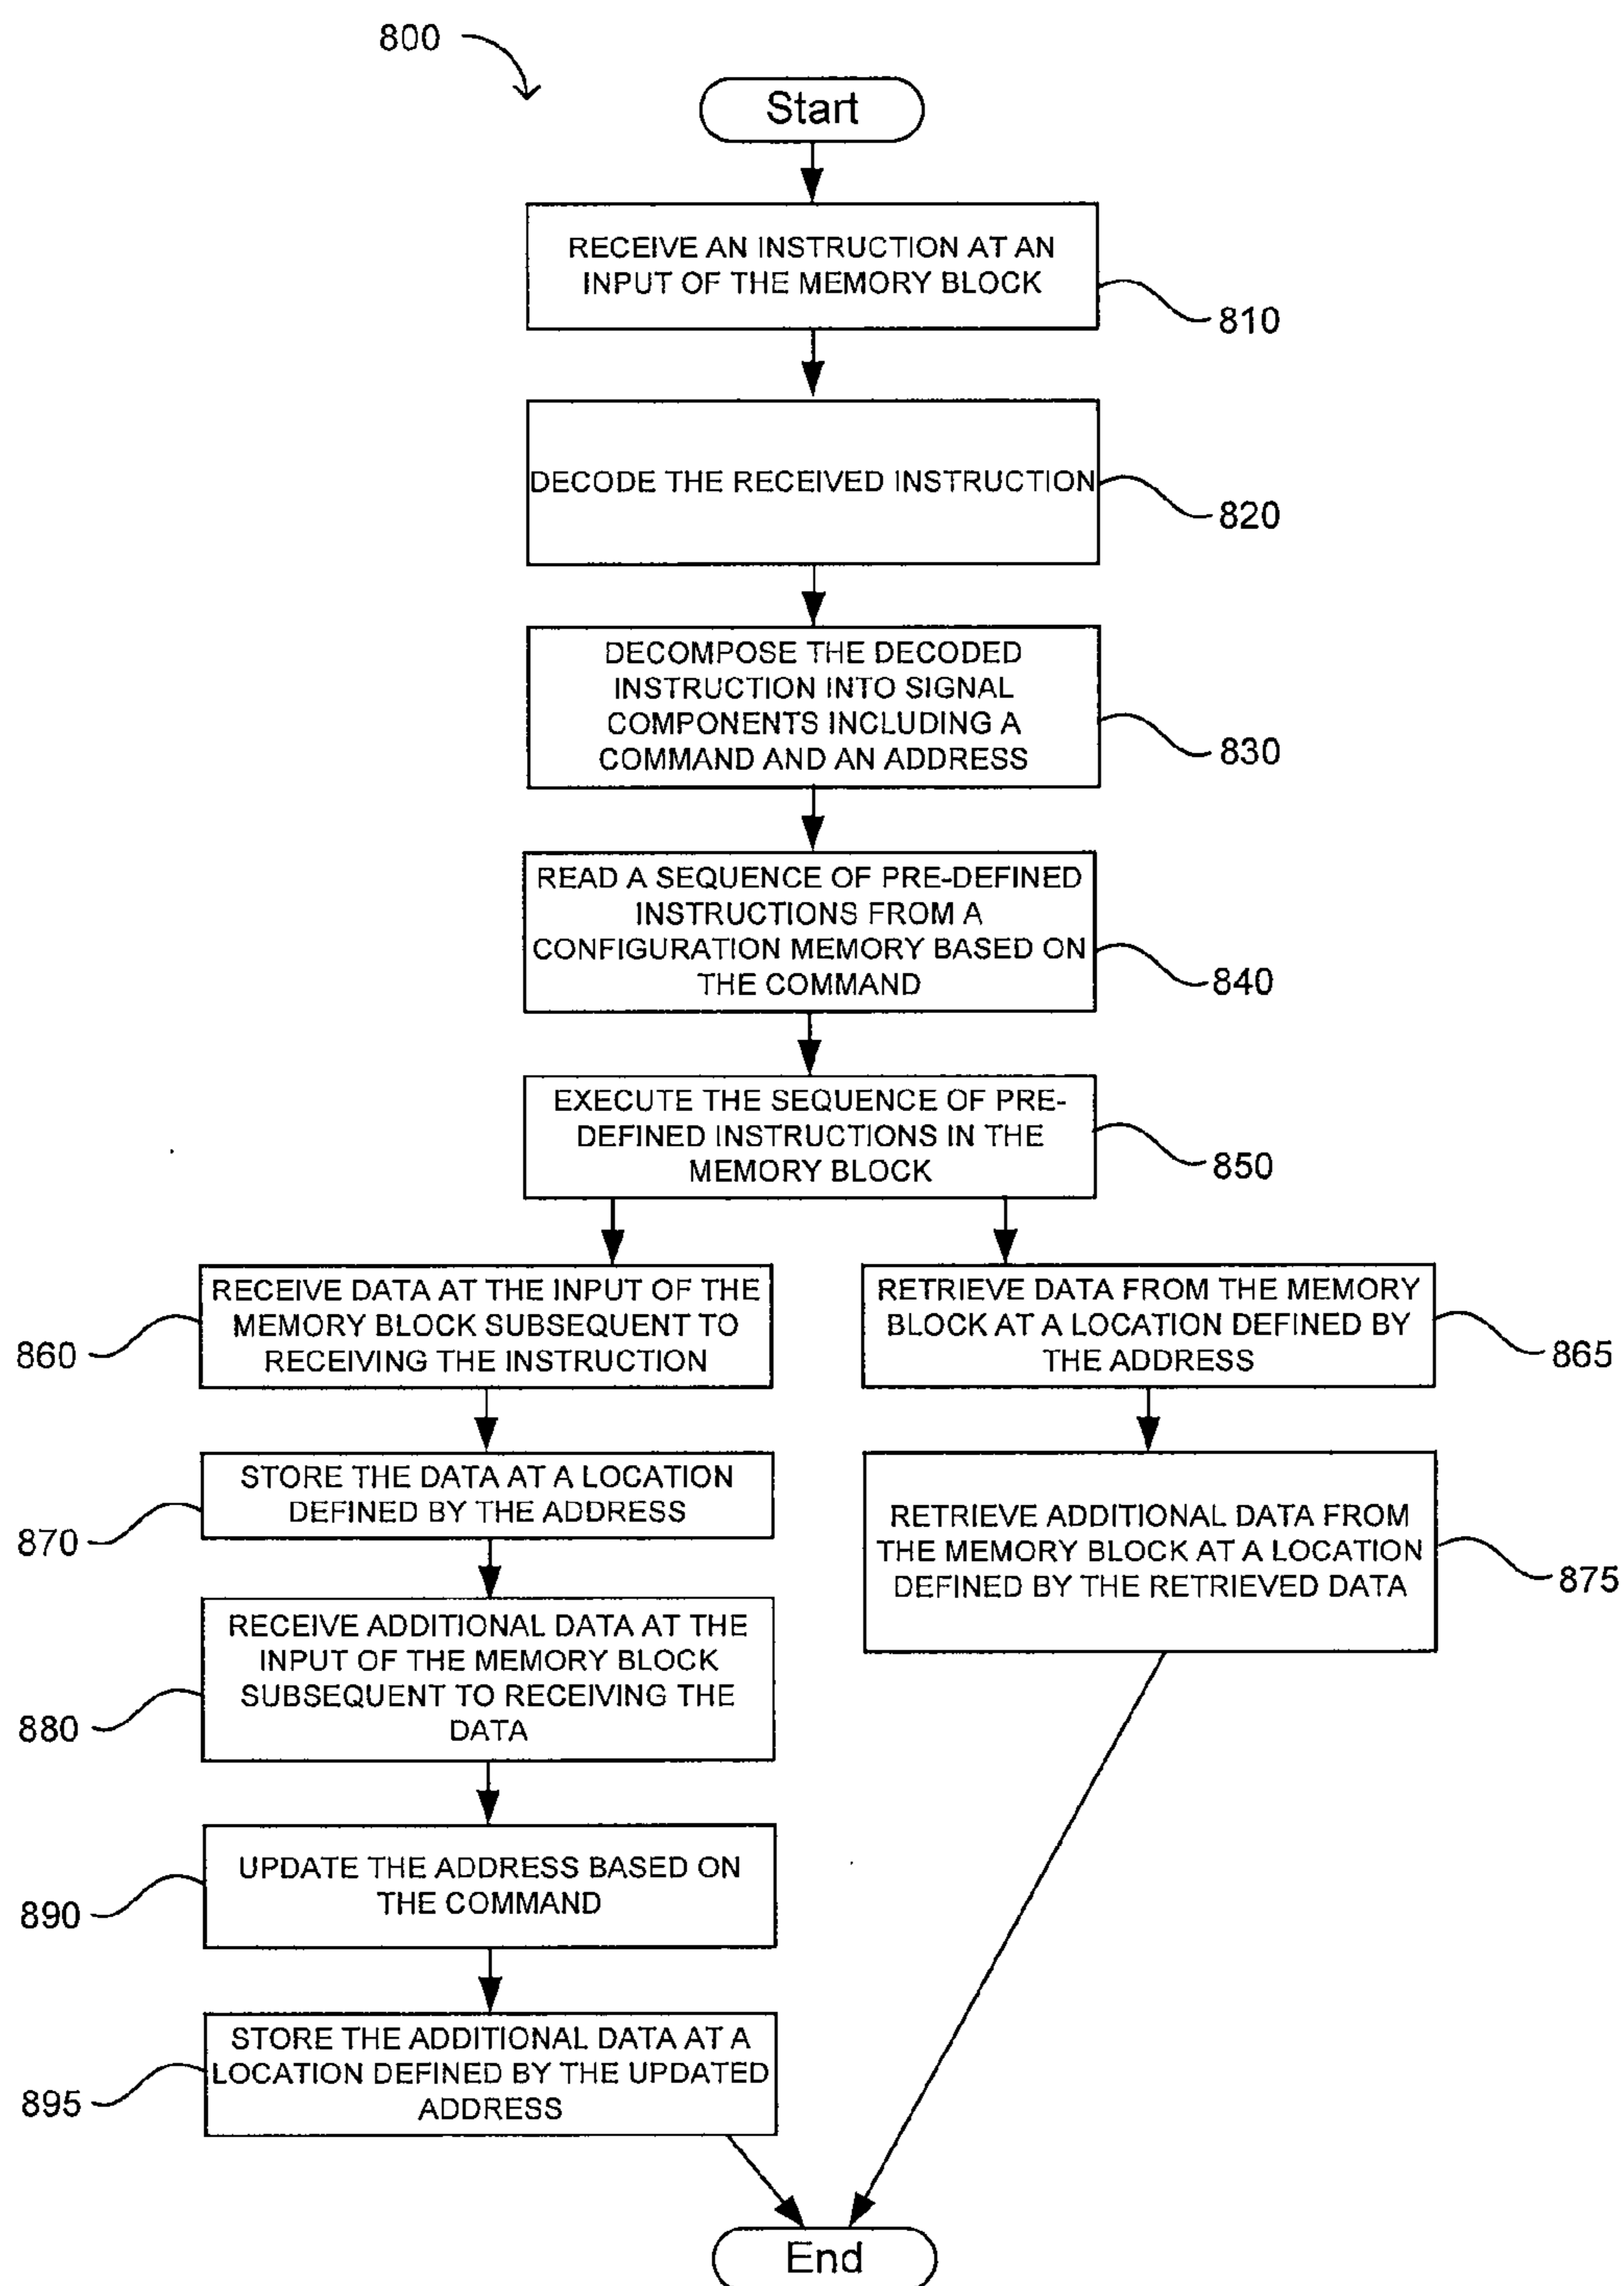 800
Start
RECEIVE AN INSTRUCTION AT AN
INPUT OF THE MEMORY BLOCK
810
DECODE THE RECEIVED INSTRUCTION
820
DECOMPOSE THE DECODED
INSTRUCTION INTO SIGNAL
COMPONENTS INCLUDING A
COMMAND AND AN ADDRESS
830
READ A SEQUENCE OF PRE-DEFINED
INSTRUCTIONS FROM A
CONFIGURATION MEMORY BASED ON
THE COMMAND
840
EXECUTE THE SEQUENCE OF PRE-
DEFINED INSTRUCTIONS IN THE
MEMORY BLOCK
850
RECEIVE DATA AT THE INPUT OF THE
MEMORY BLOCK SUBSEQUENT TO
RECEIVING THE INSTRUCTION
860
RETRIEVE DATA FROM THE MEMORY
BLOCK AT A LOCATION DEFINED BY
THE ADDRESS
865
STORE THE DATA AT A LOCATION
DEFINED BY THE ADDRESS
870
RETRIEVE ADDITIONAL DATA FROM
THE MEMORY BLOCK AT A LOCATION
DEFINED BY THE RETRIEVED DATA
875
RECEIVE ADDITIONAL DATA AT THE
INPUT OF THE MEMORY BLOCK
SUBSEQUENT TO RECEIVING THE
DATA
880
UPDATE THE ADDRESS BASED ON
THE COMMAND
890
STORE THE ADDITIONAL DATA AT A
LOCATION DEFINED BY THE UPDATED
ADDRESS
895
End